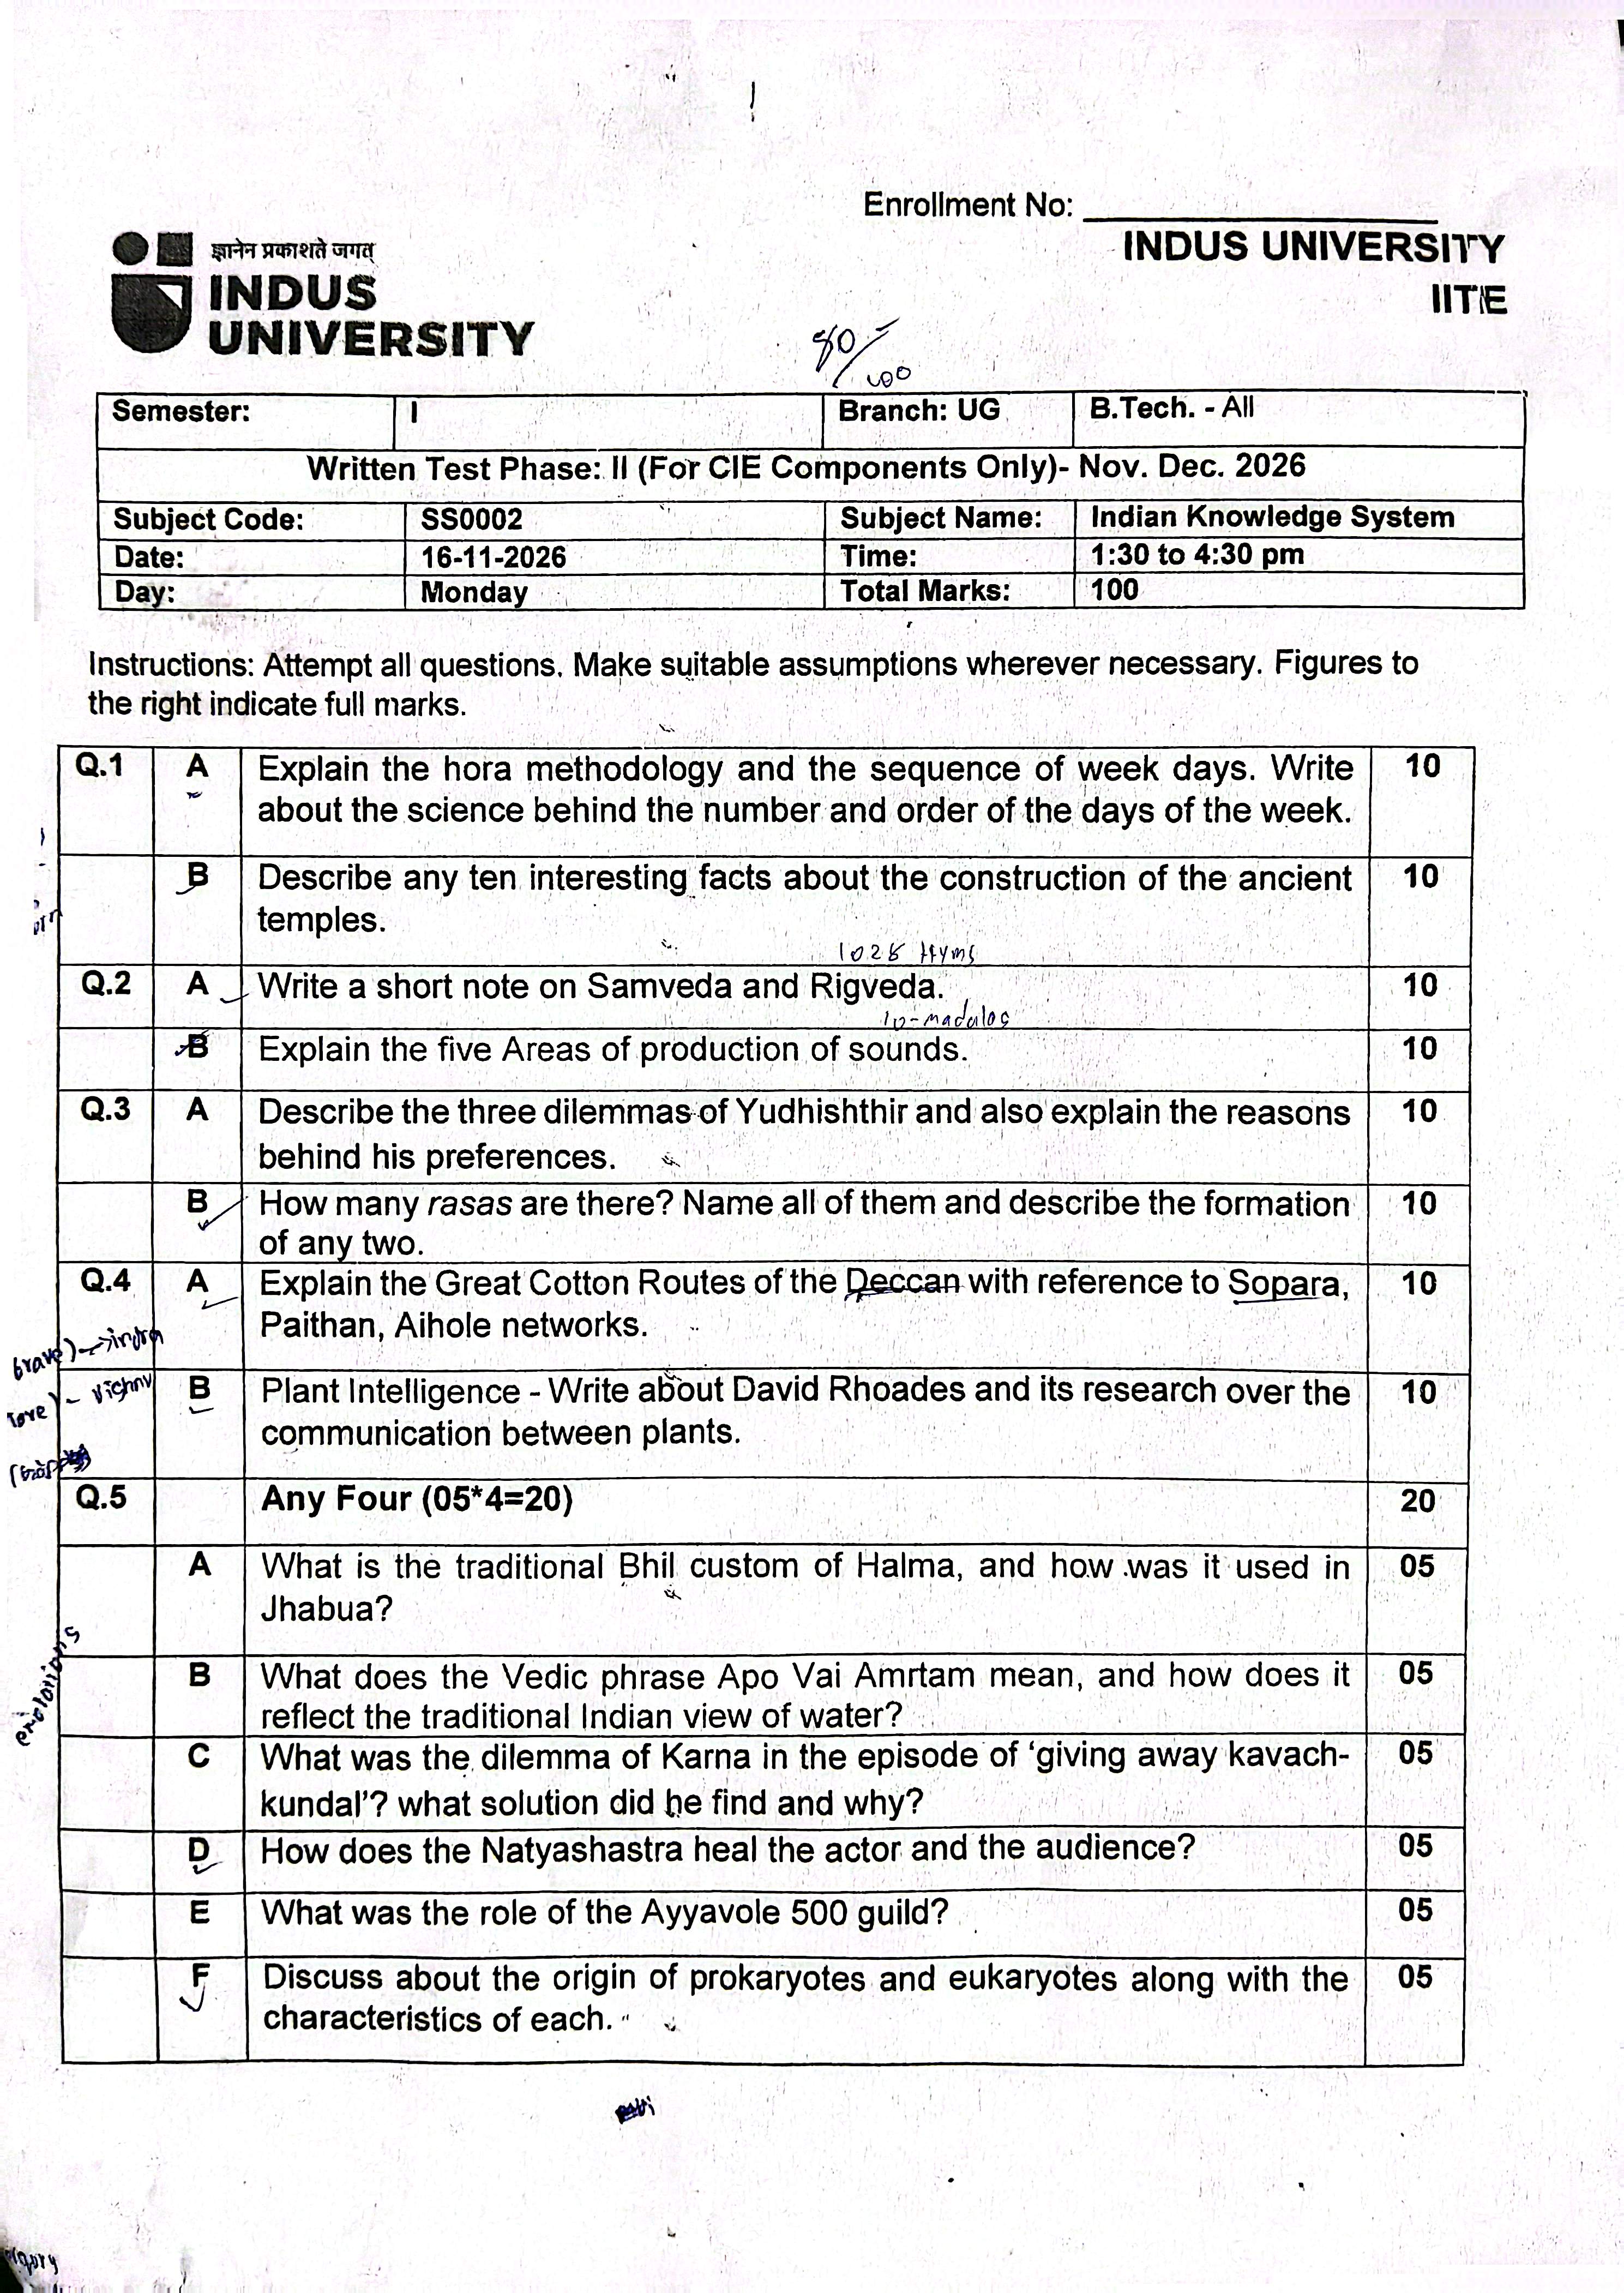 Enrollment No: ____________
INDUS UNIVERSITY
IITE
ज्ञानेन प्रकाशते जगत्
INDUS
UNIVERSITY
80/100
Semester: I Branch: UG B.Tech. - All
Written Test Phase: II (For CIE Components Only)- Nov. Dec. 2026
Subject Code: SS0002 Subject Name: Indian Knowledge System
Date: 16-11-2026 Time: 1:30 to 4:30 pm
Day: Monday Total Marks: 100
Instructions: Attempt all questions. Make suitable assumptions wherever necessary. Figures to
the right indicate full marks.
Q.1 A Explain the hora methodology and the sequence of week days. Write 10
about the science behind the number and order of the days of the week.
B Describe any ten interesting facts about the construction of the ancient 10
temples.
1028 Hyms
Q.2 A Write a short note on Samveda and Rigveda. 10
10-madalas
B Explain the five Areas of production of sounds. 10
Q.3 A Describe the three dilemmas of Yudhishthir and also explain the reasons 10
behind his preferences.
B How many rasas are there? Name all of them and describe the formation 10
of any two.
Q.4 A Explain the Great Cotton Routes of the Deccan with reference to Sopara, 10
Paithan, Aihole networks.
brave) → indra
love) - Vishnu
B Plant Intelligence - Write about David Rhoades and its research over the 10
communication between plants.
Q.5 Any Four (05*4=20) 20
A What is the traditional Bhil custom of Halma, and how was it used in 05
Jhabua?
B What does the Vedic phrase Apo Vai Amrtam mean, and how does it 05
reflect the traditional Indian view of water?
C What was the dilemma of Karna in the episode of ‘giving away kavach-
05
kundal’? what solution did he find and why?
D How does the Natyashastra heal the actor and the audience? 05
E What was the role of the Ayyavole 500 guild? 05
F Discuss about the origin of prokaryotes and eukaryotes along with the 05
characteristics of each.